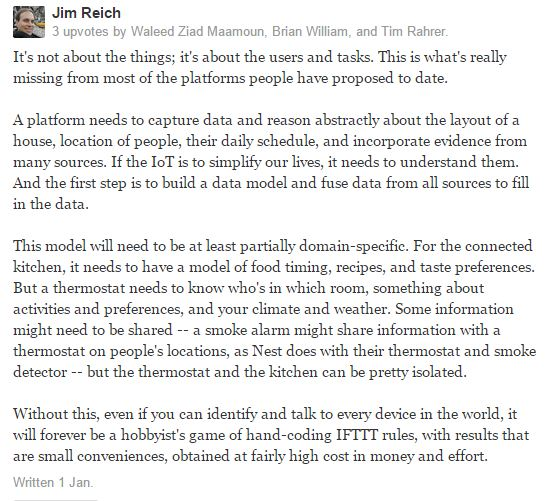 Jim Reich
3 upvotes by Waleed Ziad Maamoun, Brian William, and Tim Rahrer.
It's not about the things; it's about the users and tasks. This is what's really
missing from most of the platforms people have proposed to date.
A platform needs to capture data and reason abstractly about the layout of a
house, location of people, their daily schedule, and incorporate evidence from
many sources. If the IoT is to simplify our lives, it needs to understand them.
And the first step is to build a data model and fuse data from all sources to fill
in the data.
This model will need to be at least partially domain-specific. For the connected
kitchen, it needs to have a model of food timing, recipes, and taste preferences.
But a thermostat needs to know who's in which room, something about
activities and preferences, and your climate and weather. Some information
might need to be shared -- a smoke alarm might share information with a
thermostat on people's locations, as Nest does with their thermostat and smoke
detector -- but the thermostat and the kitchen can be pretty isolated.
Without this, even if you can identify and talk to every device in the world, it
will forever be a hobbyist's game of hand-coding IFTTT rules, with results that
are small conveniences, obtained at fairly high cost in money and effort.
Written 1 Jan.